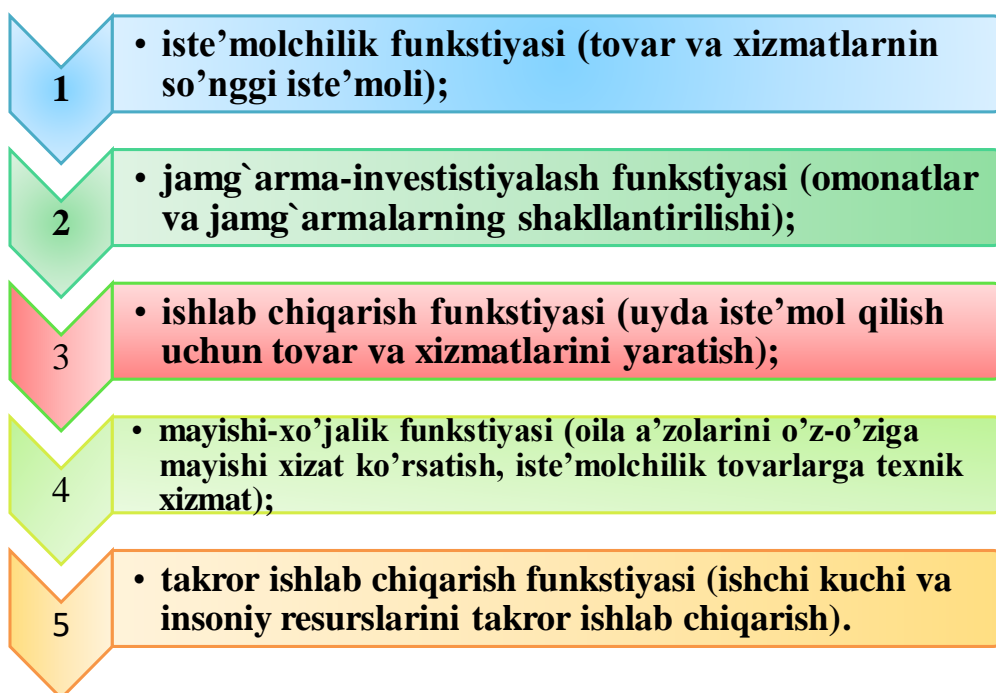 1
• iste’molchilik funkstiyasi (tovar va xizmatlarnin
so’nggi iste’moli);
2
• jamg`arma-investistiyalash funkstiyasi (omonatlar
va jamg`armalarning shakllantirilishi);
3
• ishlab chiqarish funkstiyasi (uyda iste’mol qilish
uchun tovar va xizmatlarini yaratish);
4
• mayishi-xo’jalik funkstiyasi (oila a’zolarini o’z-o’ziga
mayishi xizat ko’rsatish, iste’molchilik tovarlarga texnik
xizmat);
5
• takror ishlab chiqarish funkstiyasi (ishchi kuchi va
insoniy resurslarini takror ishlab chiqarish).